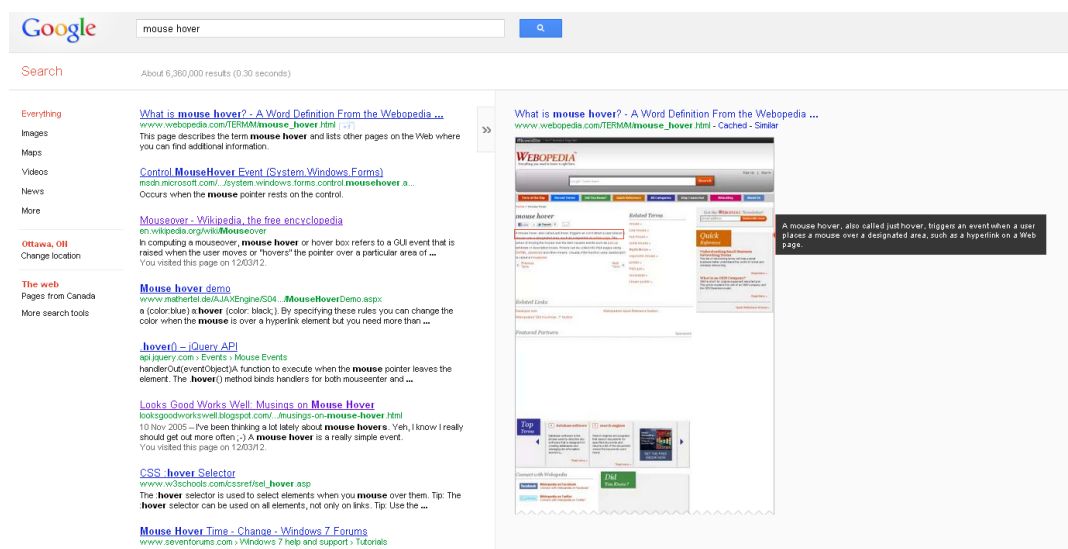 Google
mouse hover
Search
About 6,360,000 results (0.30 seconds)
Everything
Images
Maps
Videos
News
More
Ottawa, ON
Change location
The web
Pages from Canada
More search tools
What is mouse hover? - A Word Definition From the Webopedia ...
www.webopedia.com/TERM/M/mouse_hover.html
This page describes the term mouse hover and lists other pages on the Web where
you can find additional information.
Control.MouseHover Event (System.Windows.Forms)
msdn.microsoft.com/.../system.windows.forms.control.mousehover.a...
Occurs when the mouse pointer rests on the control.
Mouseover - Wikipedia, the free encyclopedia
en.wikipedia.org/wiki/Mouseover
In computing a mouseover, mouse hover or hover box refers to a GUI event that is
raised when the user moves or "hovers" the pointer over a particular area of ...
You visited this page on 12/03/12.
Mouse hover demo
www.mathertel.de/AJAXEngine/S04.../MouseHoverDemo.aspx
a {color:blue} a:hover {color: black; }. By specifying these rules you can change the
color when the mouse is over a hyperlink element but you need more than ...
.hover() – jQuery API
api.jquery.com › Events › Mouse Events
handlerOut(eventObject)A function to execute when the mouse pointer leaves the
element. The .hover() method binds handlers for both mouseenter and ...
Looks Good Works Well: Musings on Mouse Hover
looksgoodworkswell.blogspot.com/.../musings-on-mouse-hover.html
10 Nov 2005 – I've been thinking a lot lately about mouse hovers. Yeh, I know I really
should get out more often ;-) A mouse hover is a really simple event.
You visited this page on 12/03/12.
CSS :hover Selector
www.w3schools.com/cssref/sel_hover.asp
The :hover selector is used to select elements when you mouse over them. Tip: The
:hover selector can be used on all elements, not only on links. Tip: Use the ...
Mouse Hover Time - Change - Windows 7 Forums
www.sevenforums.com › Windows 7 help and support › Tutorials
»
What is mouse hover? - A Word Definition From the Webopedia ...
www.webopedia.com/TERM/M/mouse_hover.html - Cached - Similar
WEBOPEDIA
Search
mouse hover
Related Terms
Quick
Reference
A mouse hover, also called just hover, triggers an event when a user
places a mouse over a designated area, such as a hyperlink on a Web
page.
Related Links
Featured Partners
Top
Terms
Connect with Webopedia
Did
You Know?